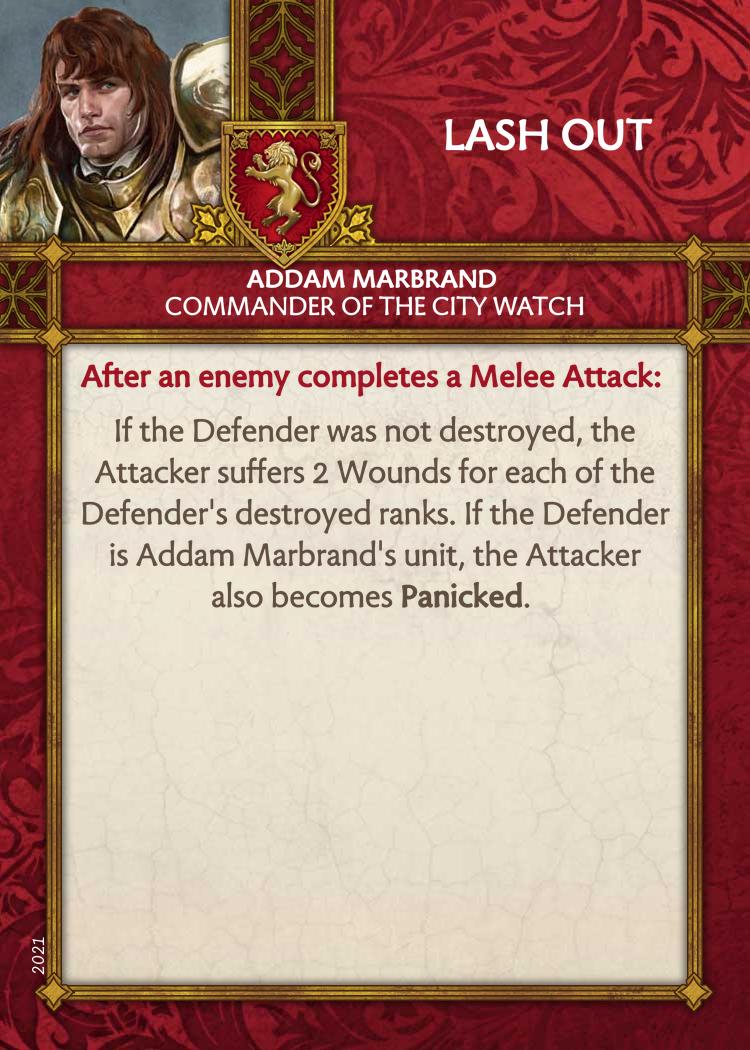 LASH OUT
ADDAM MARBRAND
COMMANDER OF THE CITY WATCH
After an enemy completes a Melee Attack:
If the Defender was not destroyed, the
Attacker suffers 2 Wounds for each of the
Defender's destroyed ranks. If the Defender
is Addam Marbrand's unit, the Attacker
also becomes Panicked.
2021